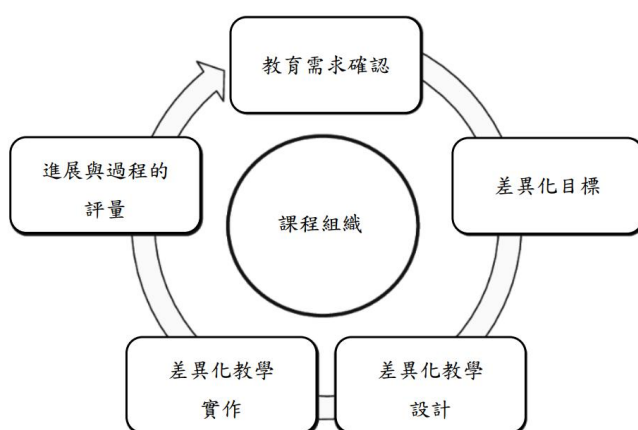 教育需求確認
差異化目標
差異化教學
設計
差異化教學
實作
進展與過程的
評量
課程組織